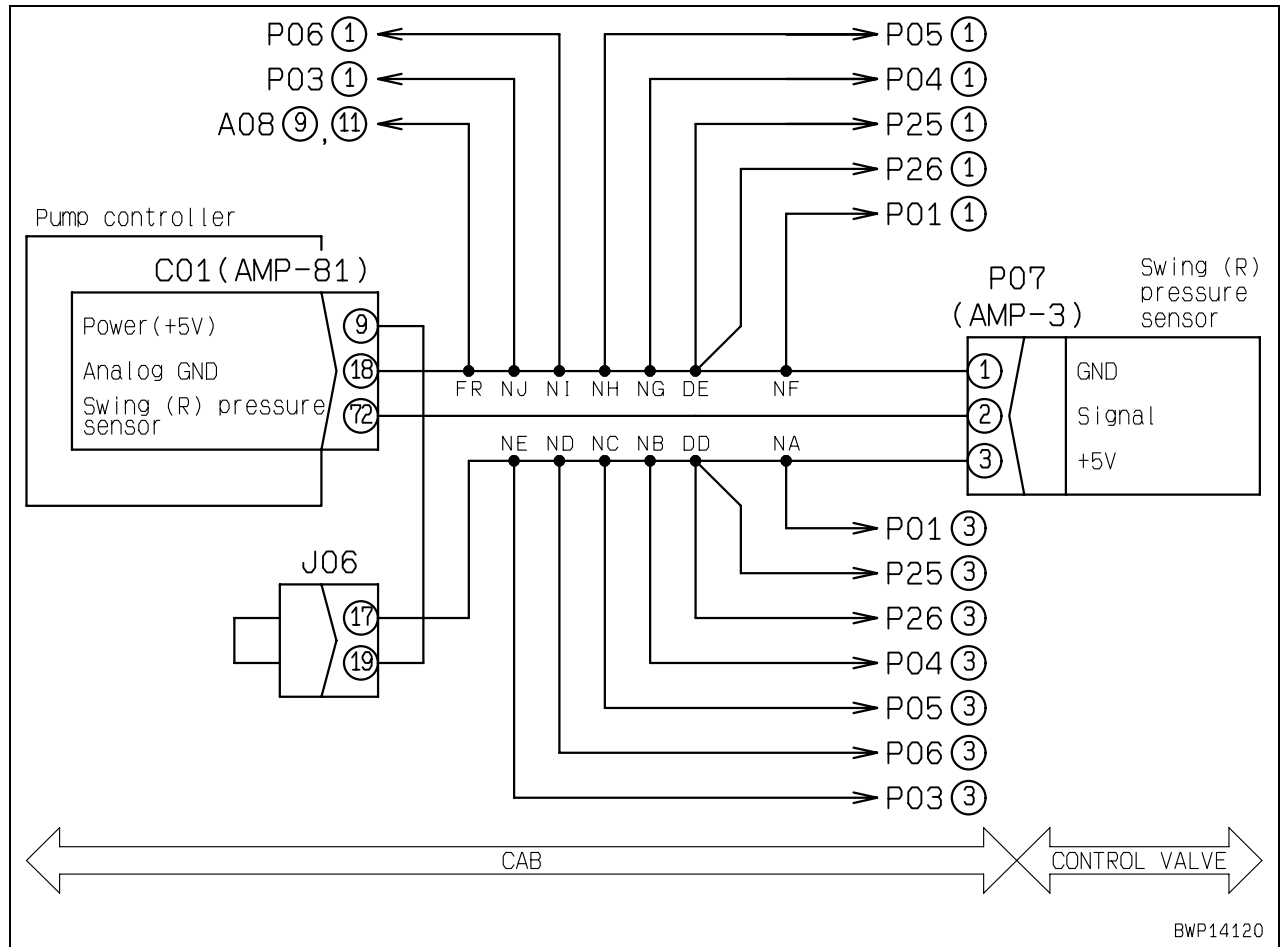 P06 ①
P05 ①
P03 ①
P04 ①
A08 ⑨, ⑪
P25 ①
P26 ①
P01 ①
Pump controller
C01(AMP-81)
P07
(AMP-3)
Swing (R)
pressure
sensor
Power(+5V)
⑨
Analog GND
⑱
Swing (R) pressure
sensor
72
FR NJ NI NH NG DE NF
① GND
② Signal
③ +5V
NE ND NC NB DD NA
J06
⑰
⑲
P01 ③
P25 ③
P26 ③
P04 ③
P05 ③
P06 ③
P03 ③
CAB
CONTROL VALVE
BWP14120